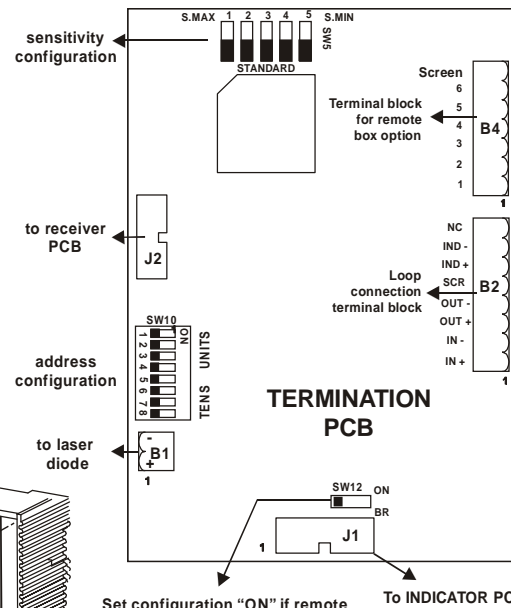 S.MAX 1 2 3 4 5 S.MIN
SW5
STANDARD
sensitivity
configuration
Screen
6
5
4
3
2
1
B4
1
Terminal block
for remote
box option
to receiver
PCB
J2
NC
IND -
IND +
SCR
OUT -
OUT +
IN -
IN +
B2
1
Loop
connection
terminal block
SW10
ON
1
2
3
4
5
6
7
8
UNITS
TENS
address
configuration
TERMINATION
PCB
to laser
diode
-
+
B1
1
SW12
ON
BR
J1
1
Set configuration “ON” if remote
To INDICATOR PC